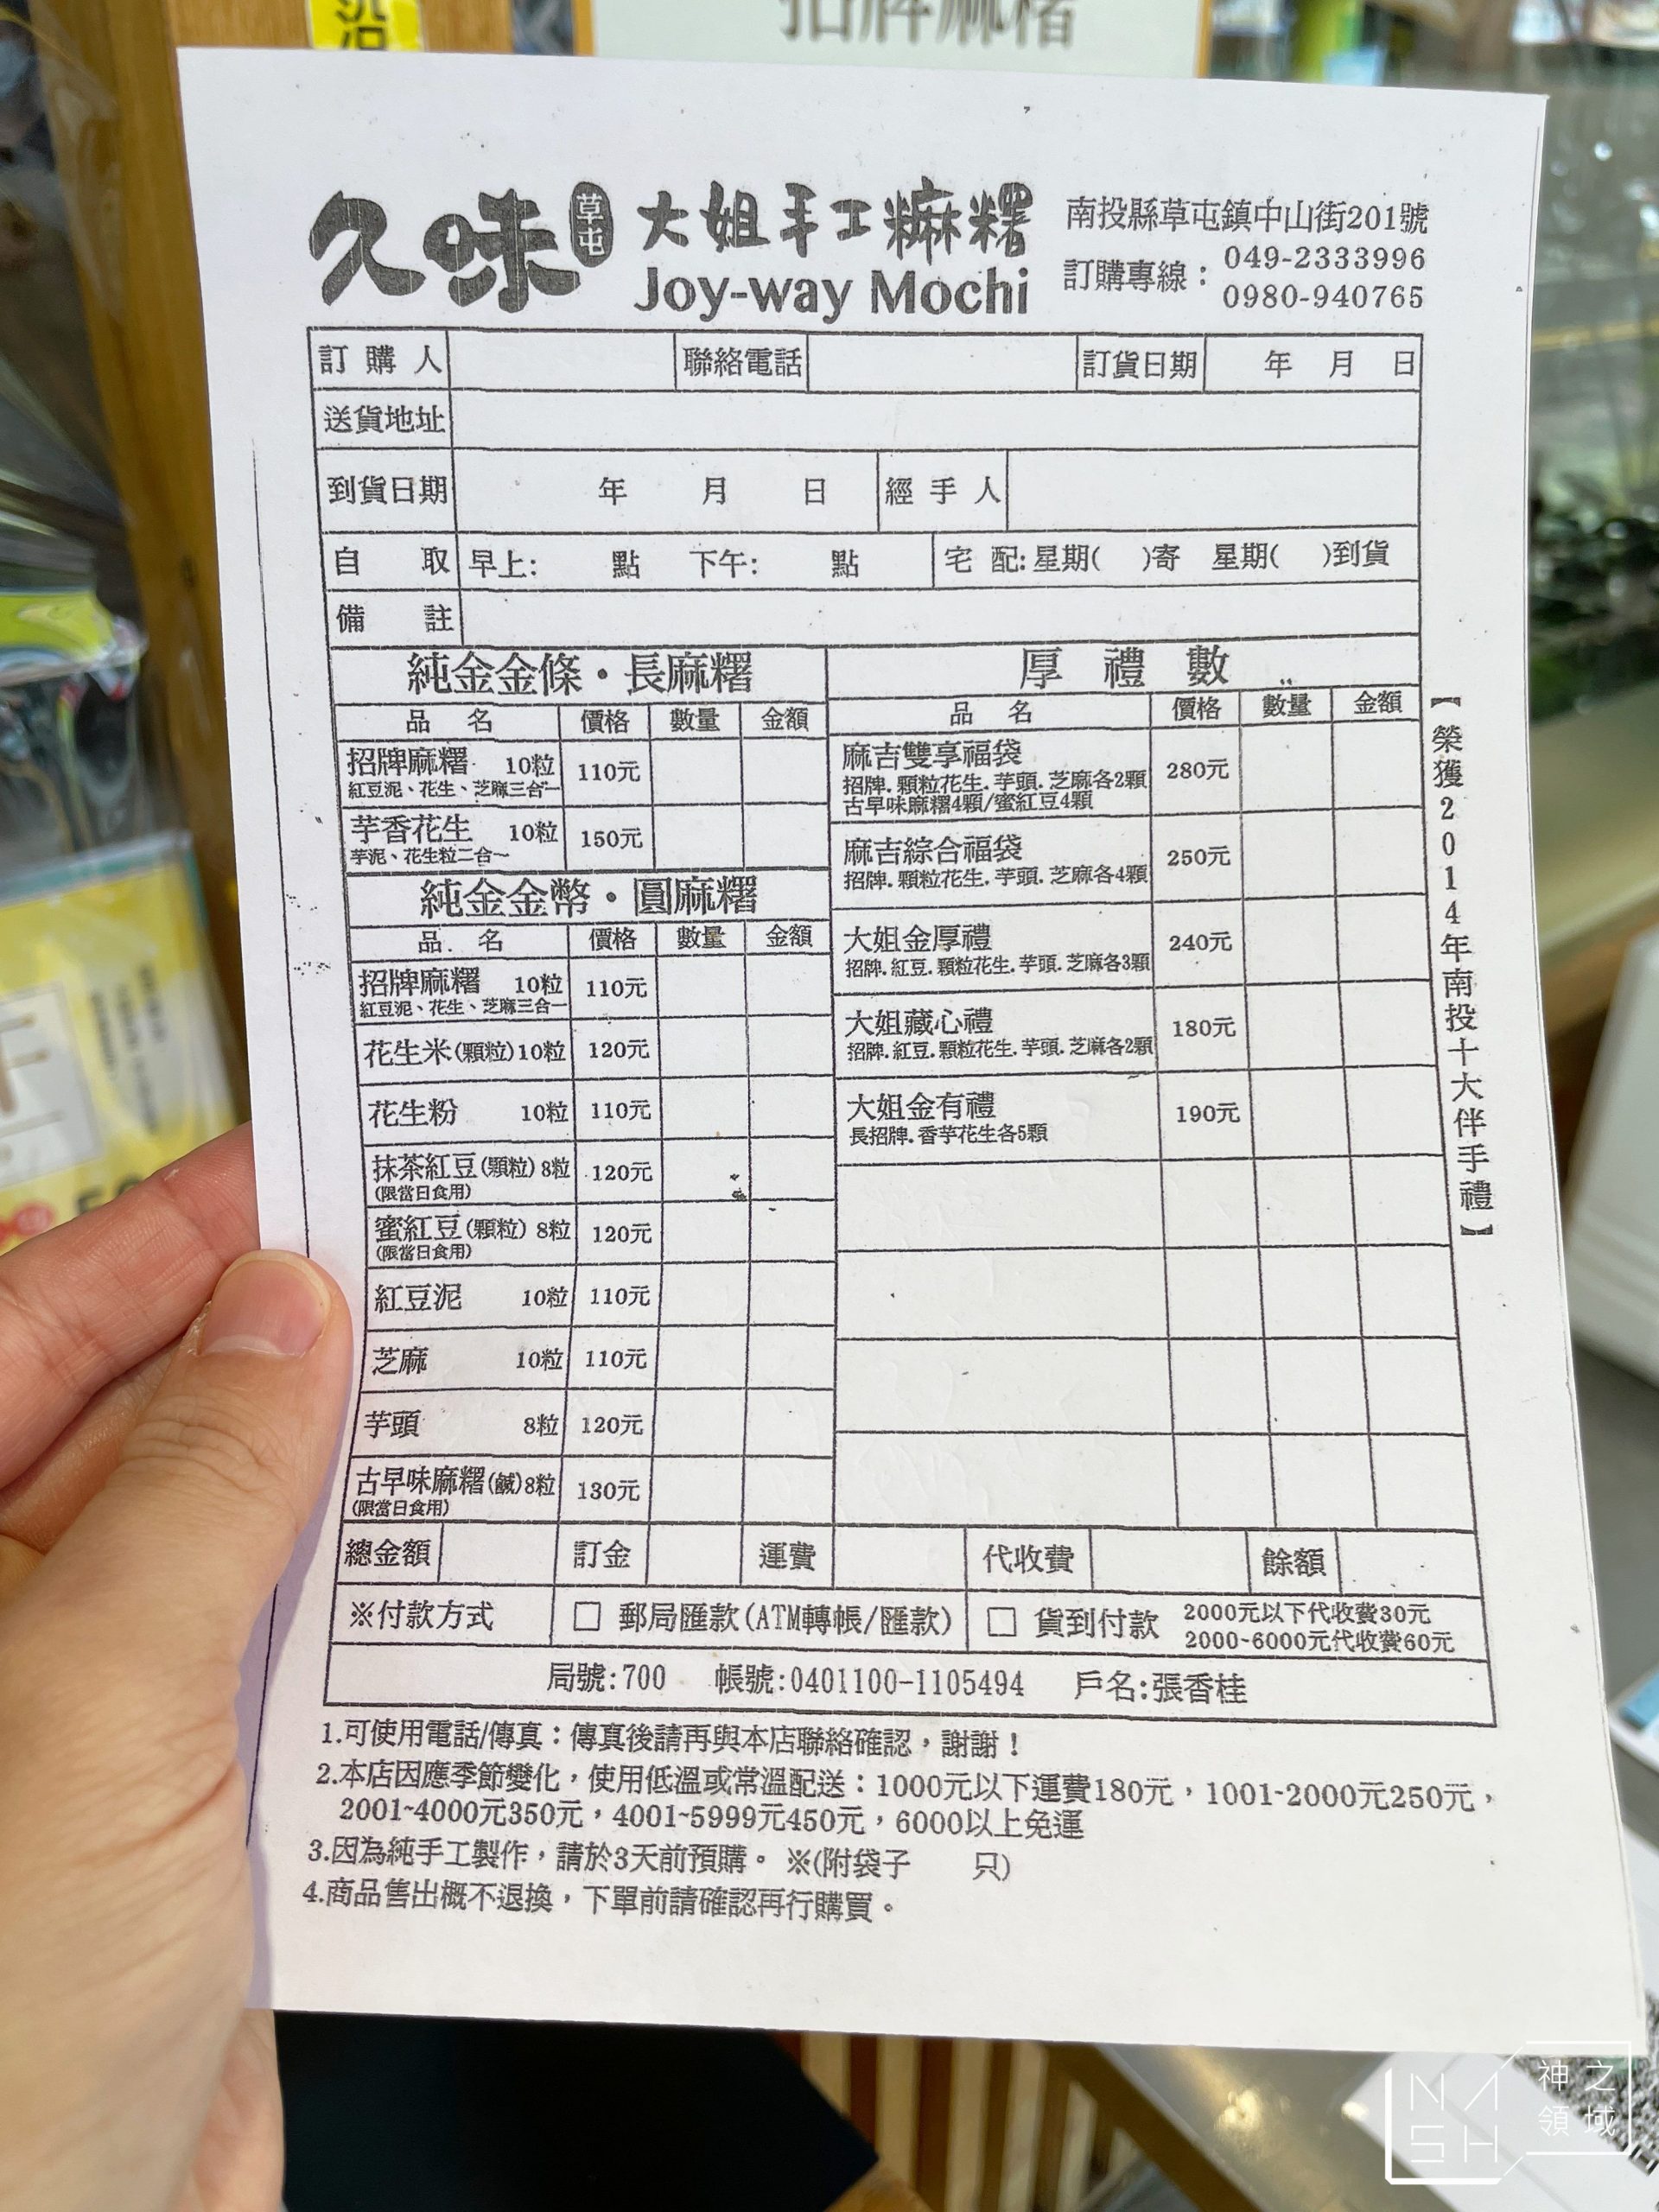 招牌麻糬
久味 草屯 大姐手工麻糬
Joy-way Mochi
南投縣草屯鎮中山街201號
訂購專線：049-2333996
0980-940765
訂購人 聯絡電話 訂貨日期 年 月 日
送貨地址
到貨日期 年 月 日 經手人
自取 早上: 點 下午: 點 宅配:星期( )寄 星期( )到貨
備註
純金金條・長麻糬
品名 價格 數量 金額
招牌麻糬 10粒 110元
紅豆泥、花生、芝麻三合一
芋香花生 10粒 150元
芋泥、花生粒二合一
純金金幣・圓麻糬
品名 價格 數量 金額
招牌麻糬 10粒 110元
紅豆泥、花生、芝麻三合一
花生米(顆粒)10粒 120元
花生粉 10粒 110元
抹茶紅豆(顆粒)8粒 120元
(限當日食用)
蜜紅豆(顆粒)8粒 120元
(限當日食用)
紅豆泥 10粒 110元
芝麻 10粒 110元
芋頭 8粒 120元
古早味麻糬(鹹)8粒 130元
(限當日食用)
厚禮數
品名 價格 數量 金額
麻吉雙享福袋 280元
招牌.顆粒花生.芋頭.芝麻各2顆
古早味麻糬4顆/蜜紅豆4顆
麻吉綜合福袋 250元
招牌.顆粒花生.芋頭.芝麻各4顆
大姐金厚禮 240元
招牌.紅豆.顆粒花生.芋頭.芝麻各3顆
大姐藏心禮 180元
招牌.紅豆.顆粒花生.芋頭.芝麻各2顆
大姐金有禮 190元
長招牌.香芋花生各5顆
【榮獲2014年南投十大伴手禮】
總金額 訂金 運費 代收費 餘額
※付款方式 □ 郵局匯款(ATM轉帳/匯款) □ 貨到付款 2000元以下代收費30元
2000~6000元代收費60元
局號:700 帳號:0401100-1105494 戶名:張香桂
1.可使用電話/傳真：傳真後請再與本店聯絡確認，謝謝！
2.本店因應季節變化，使用低溫或常溫配送：1000元以下運費180元，1001~2000元250元，
2001~4000元350元，4001~5999元450元，6000以上免運
3.因為純手工製作，請於3天前預購。 ※(附袋子 只)
4.商品售出概不退換，下單前請確認再行購買。
NASH 神之領域